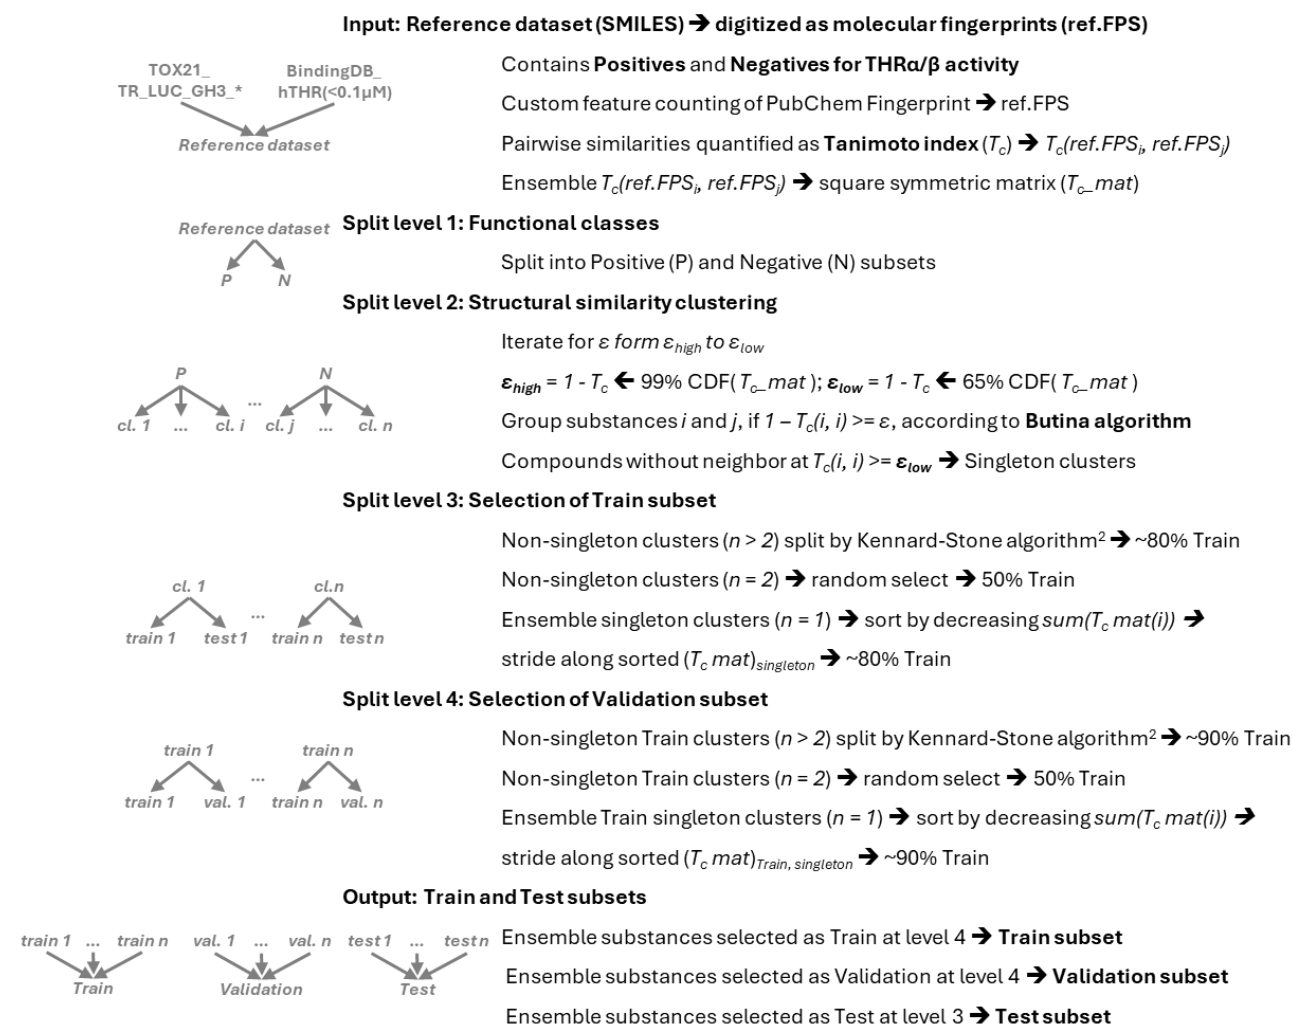 Input: Reference dataset (SMILES) ➔ digitized as molecular fingerprints (ref.FPS)
TOX21_
TR_LUC_GH3_*
BindingDB_
hTHR(<0.1µM)
Reference dataset
Contains Positives and Negatives for THRα/β activity
Custom feature counting of PubChem Fingerprint ➔ ref.FPS
Pairwise similarities quantified as Tanimoto index (Tc) ➔ Tc(ref.FPSi, ref.FPSj)
Ensemble Tc(ref.FPSi, ref.FPSj) ➔ square symmetric matrix (Tc_mat)
Split level 1: Functional classes
Reference dataset
P N
Split into Positive (P) and Negative (N) subsets
Split level 2: Structural similarity clustering
Iterate for ε form εhigh to εlow
εhigh = 1 - Tc 🡰 99% CDF( Tc_mat ); εlow = 1 - Tc 🡰 65% CDF( Tc_mat )
Group substances i and j, if 1 – Tc(i, i) >= ε, according to Butina algorithm
Compounds without neighbor at Tc(i, i) >= εlow ➔ Singleton clusters
P N
...
cl. 1 ... cl. i cl. j ... cl. n
Split level 3: Selection of Train subset
Non-singleton clusters (n > 2) split by Kennard-Stone algorithm² ➔ ~80% Train
Non-singleton clusters (n = 2) ➔ random select ➔ 50% Train
Ensemble singleton clusters (n = 1) ➔ sort by decreasing sum(Tc mat(i)) ➔
stride along sorted (Tc mat)singleton ➔ ~80% Train
cl. 1 cl.n
...
train 1 test 1 train n test n
Split level 4: Selection of Validation subset
Non-singleton Train clusters (n > 2) split by Kennard-Stone algorithm² ➔ ~90% Train
Non-singleton Train clusters (n = 2) ➔ random select ➔ 50% Train
Ensemble Train singleton clusters (n = 1) ➔ sort by decreasing sum(Tc mat(i)) ➔
stride along sorted (Tc mat)Train, singleton ➔ ~90% Train
train 1 train n
...
train 1 val. 1 train n val. n
Output: Train and Test subsets
train 1 ... train n val. 1 ... val. n test 1 ... test n
Train Validation Test
Ensemble substances selected as Train at level 4 ➔ Train subset
Ensemble substances selected as Validation at level 4 ➔ Validation subset
Ensemble substances selected as Test at level 3 ➔ Test subset